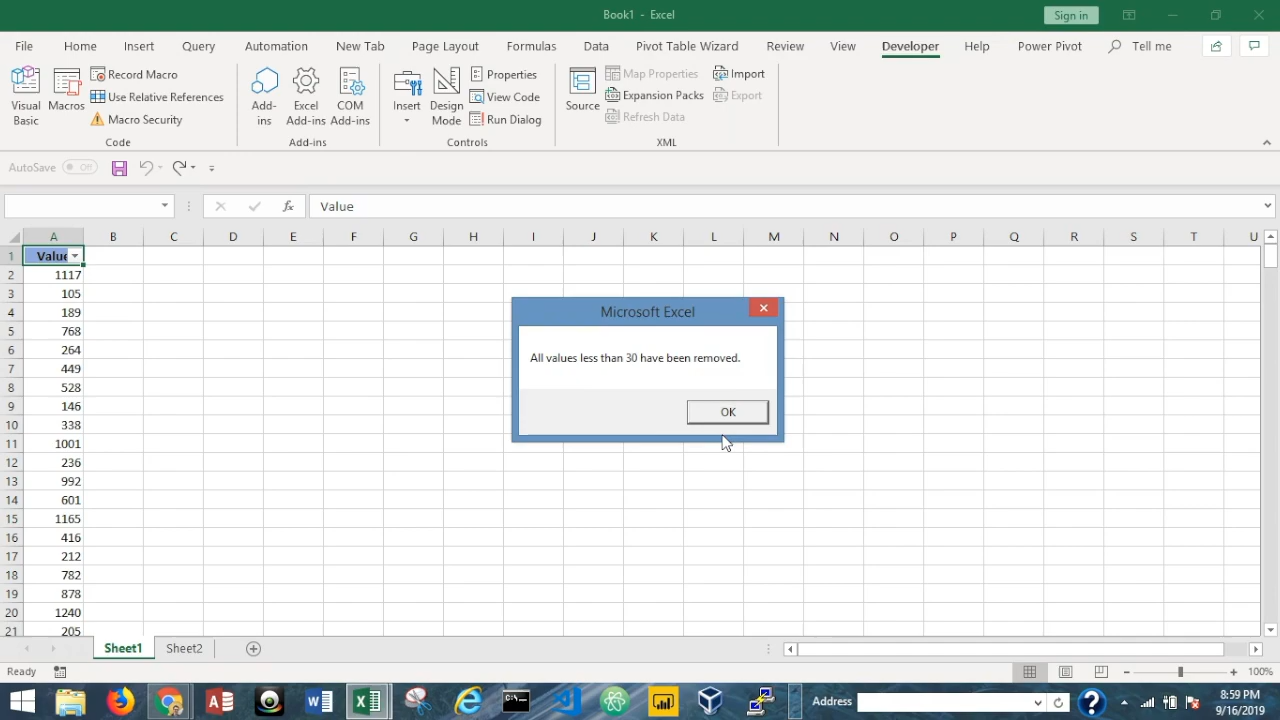 Book1 - Excel
Sign in
File Home Insert Query Automation New Tab Page Layout Formulas Data Pivot Table Wizard Review View Developer Help Power Pivot Tell me
Visual Basic
Macros
Record Macro
Use Relative References
Macro Security
Code
Add-ins
Excel Add-ins
COM Add-ins
Add-ins
Insert
Design Mode
Properties
View Code
Run Dialog
Controls
Source
Map Properties
Expansion Packs
Refresh Data
Import
Export
XML
AutoSave Off
Value
A B C D E F G H I J K L M N O P Q R S T U
1 Value
2 1117
3 105
4 189
5 768
6 264
7 449
8 528
9 146
10 338
11 1001
12 236
13 992
14 601
15 1165
16 416
17 212
18 782
19 878
20 1240
21 205
Microsoft Excel
All values less than 30 have been removed.
OK
Sheet1 Sheet2
Ready
100%
Address
8:59 PM
9/16/2019